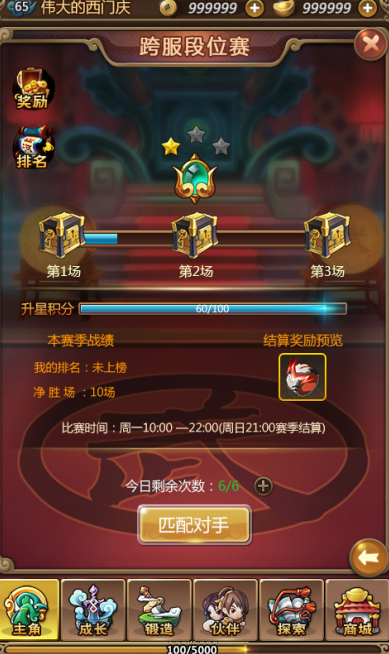 65 伟大的西门庆 999999 999999
跨服段位赛
奖励
排名
第1场 第2场 第3场
升星积分 60/100
本赛季战绩 结算奖励预览
我的排名：未上榜
净 胜 场 ：10场
比赛时间：周一10:00 —22:00(周日21:00赛季结算)
今日剩余次数：6/6
匹配对手
主角 成长 锻造 伙伴 探索 商城
100/5000